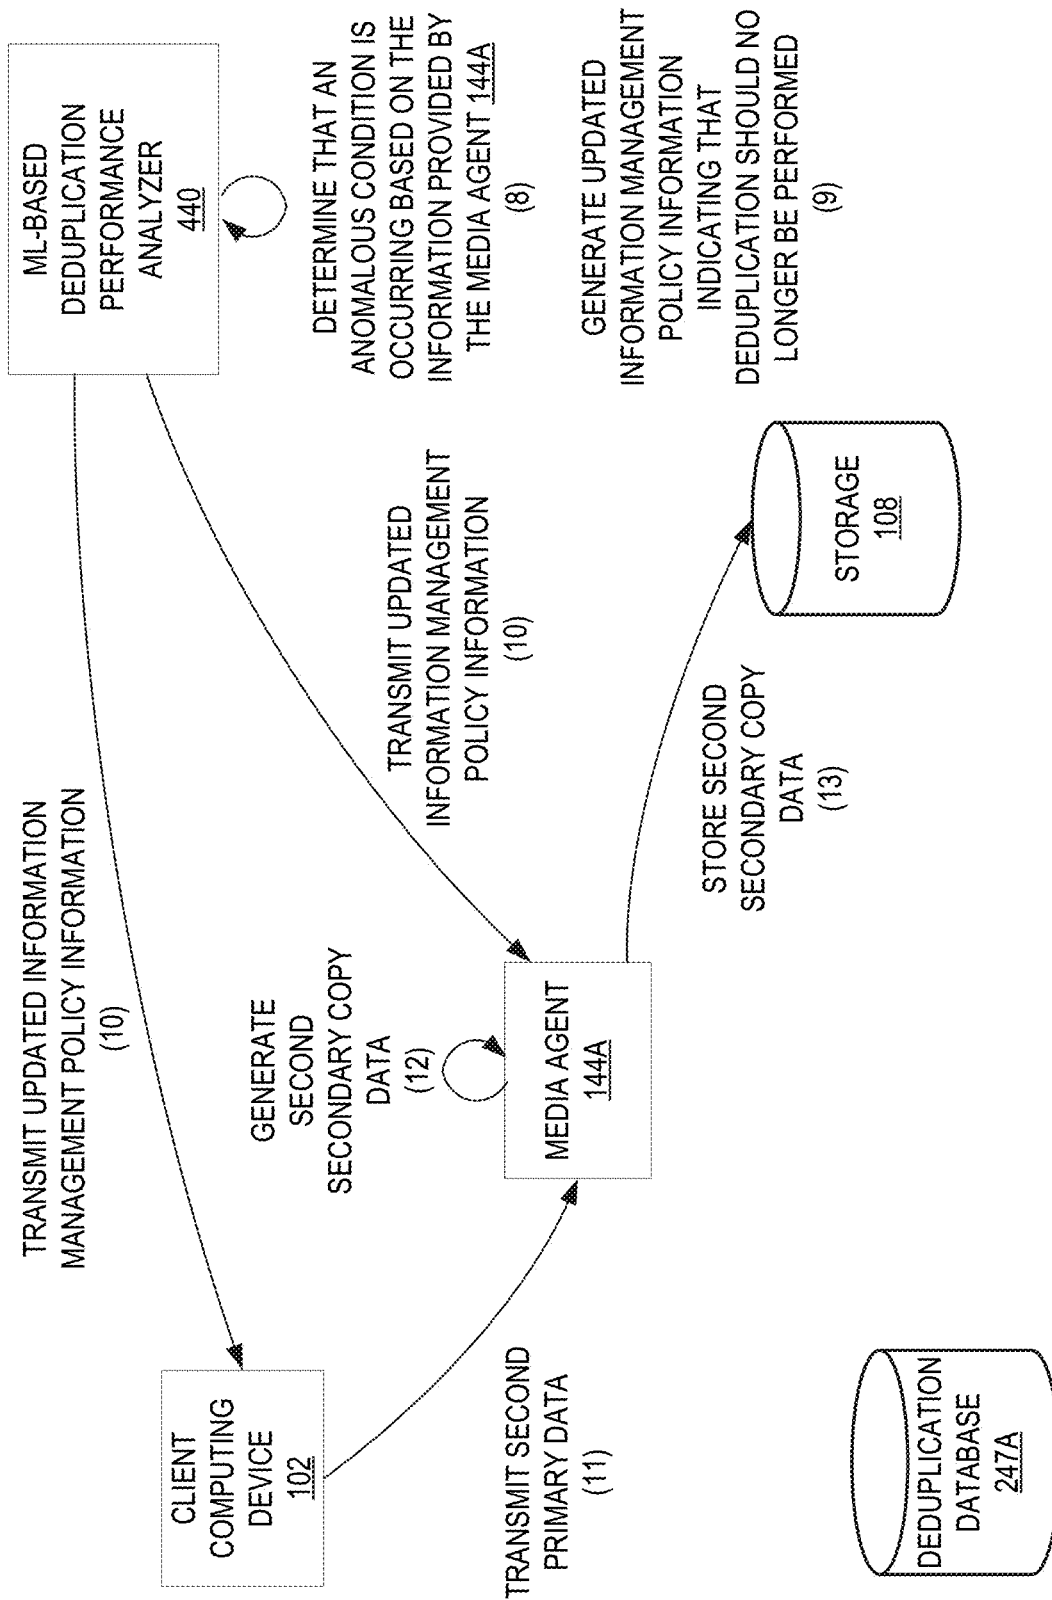 CLIENT
COMPUTING
DEVICE
102
TRANSMIT UPDATED INFORMATION
MANAGEMENT POLICY INFORMATION
(10)
ML-BASED
DEDUPLICATION
PERFORMANCE
ANALYZER
440
DETERMINE THAT AN
ANOMALOUS CONDITION IS
OCCURRING BASED ON THE
INFORMATION PROVIDED BY
THE MEDIA AGENT 144A
(8)
GENERATE UPDATED
INFORMATION MANAGEMENT
POLICY INFORMATION
INDICATING THAT
DEDUPLICATION SHOULD NO
LONGER BE PERFORMED
(9)
TRANSMIT UPDATED
INFORMATION MANAGEMENT
POLICY INFORMATION
(10)
GENERATE
SECOND
SECONDARY COPY
DATA
(12)
MEDIA AGENT
144A
TRANSMIT SECOND
PRIMARY DATA
(11)
STORE SECOND
SECONDARY COPY
DATA
(13)
STORAGE
108
DEDUPLICATION
DATABASE
247A